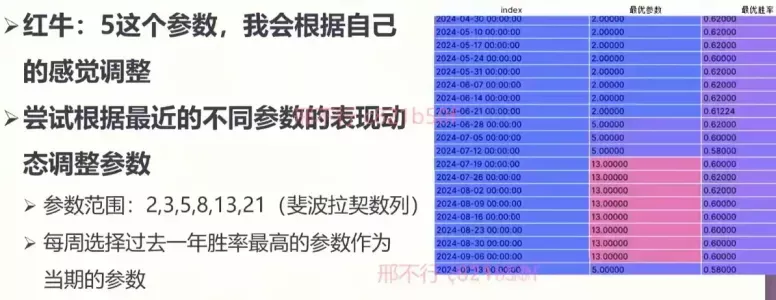 ➤红牛：5这个参数，我会根据自己
的感觉调整
➤尝试根据最近的不同参数的表现动
态调整参数
➤ 参数范围：2,3,5,8,13,21（斐波拉契数列）
➤ 每周选择过去一年胜率最高的参数作为
当期的参数
index 最优参数 最优胜率
2024-04-30 00:00:00 2.00000 0.62000
2024-05-10 00:00:00 2.00000 0.62000
2024-05-17 00:00:00 2.00000 0.62000
2024-05-24 00:00:00 2.00000 0.60000
2024-05-31 00:00:00 2.00000 0.62000
2024-06-07 00:00:00 2.00000 0.62000
2024-06-14 00:00:00 2.00000 0.62000
2024-06-21 00:00:00 2.00000 0.61224
2024-06-28 00:00:00 5.00000 0.62000
2024-07-05 00:00:00 5.00000 0.60000
2024-07-12 00:00:00 5.00000 0.58000
2024-07-19 00:00:00 13.00000 0.60000
2024-07-26 00:00:00 13.00000 0.62000
2024-08-02 00:00:00 13.00000 0.62000
2024-08-09 00:00:00 13.00000 0.60000
2024-08-16 00:00:00 13.00000 0.60000
2024-08-23 00:00:00 13.00000 0.60000
2024-08-30 00:00:00 13.00000 0.60000
2024-09-06 00:00:00 13.00000 0.60000
2024-09-13 00:00:00 5.00000 0.58000
邢不行